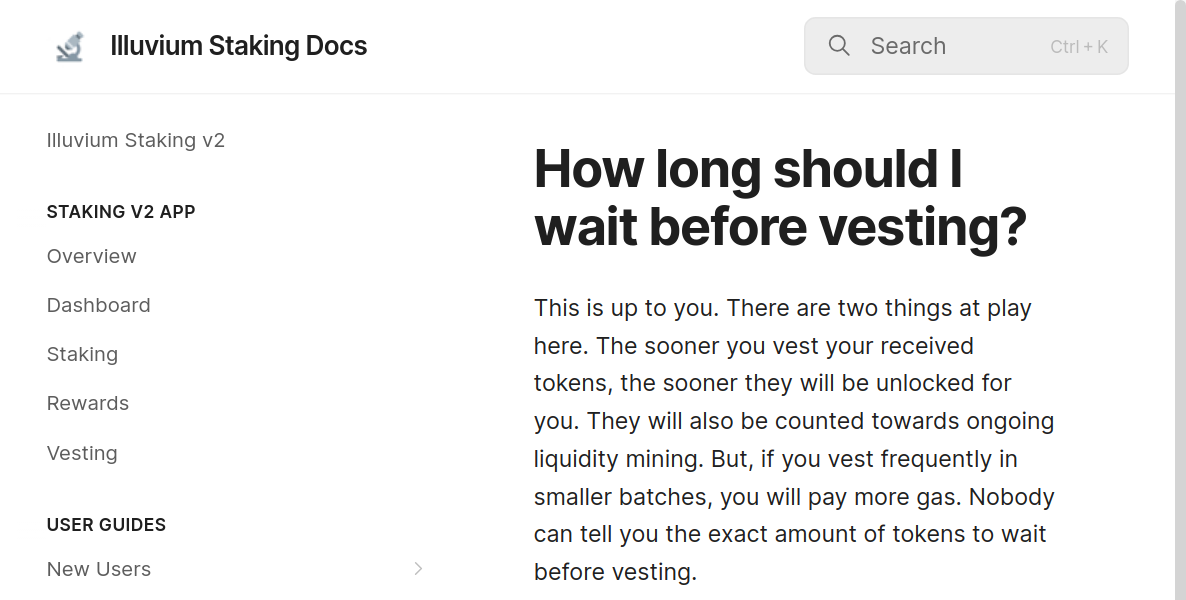 Illuvium Staking Docs
Search
Ctrl + K
Illuvium Staking v2
STAKING V2 APP
Overview
Dashboard
Staking
Rewards
Vesting
USER GUIDES
New Users
How long should I
wait before vesting?
This is up to you. There are two things at play
here. The sooner you vest your received
tokens, the sooner they will be unlocked for
you. They will also be counted towards ongoing
liquidity mining. But, if you vest frequently in
smaller batches, you will pay more gas. Nobody
can tell you the exact amount of tokens to wait
before vesting.